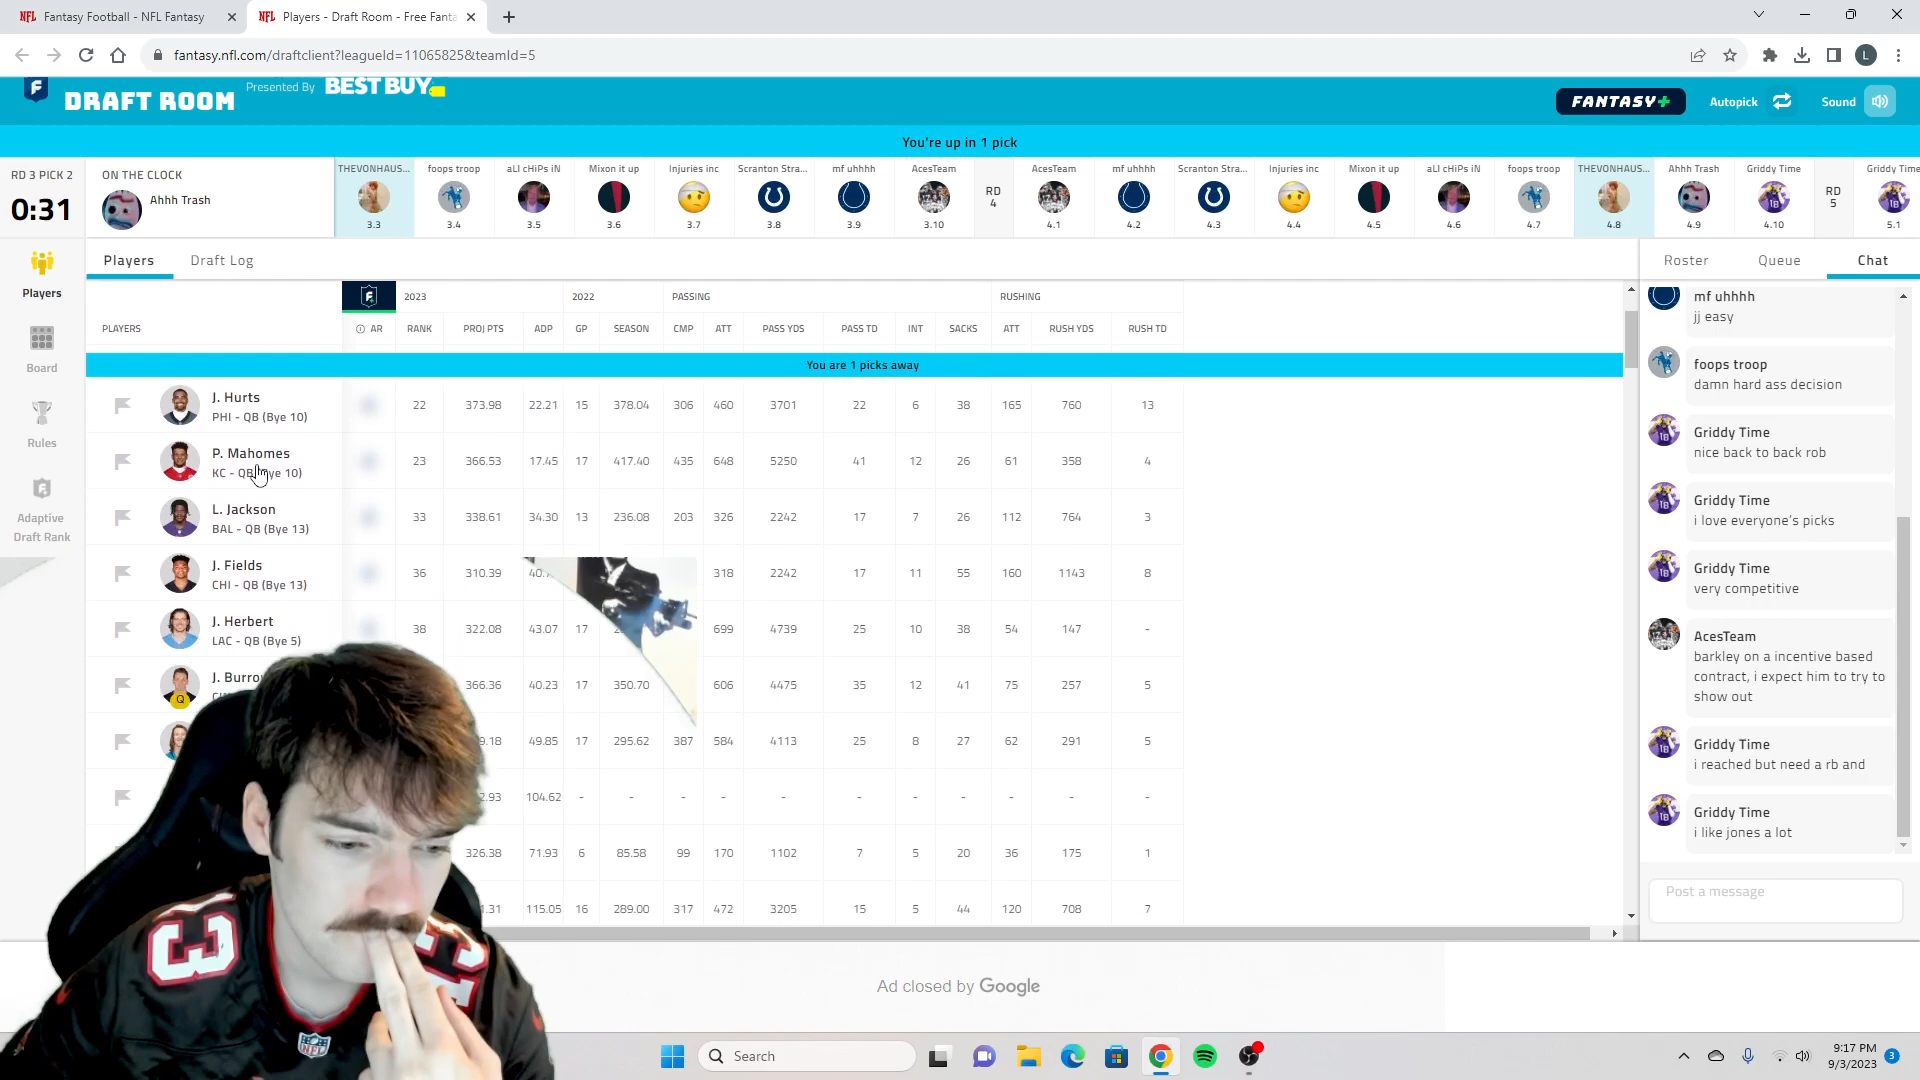 Fantasy Football - NFL Fantasy
Players - Draft Room - Free Fanta
fantasy.nfl.com/draftclient?leagueId=11065825&teamId=5
DRAFT ROOM
Presented By BEST BUY
FANTASY+
Autopick
Sound
You're up in 1 pick
RD 3 PICK 2
0:31
ON THE CLOCK
Ahhh Trash
THEVONHAUS... 3.3
foops troop 3.4
aLl cHiPs iN 3.5
Mixon it up 3.6
Injuries inc 3.7
Scranton Stra... 3.8
mf uhhhh 3.9
AcesTeam 3.10
RD 4
AcesTeam 4.1
mf uhhhh 4.2
Scranton Stra... 4.3
Injuries inc 4.4
Mixon it up 4.5
aLl cHiPs iN 4.6
foops troop 4.7
THEVONHAUS... 4.8
Ahhh Trash 4.9
Griddy Time 4.10
RD 5
Griddy Time 5.1
Players
Board
Rules
Adaptive
Draft Rank
Players Draft Log
2023 2022 PASSING RUSHING
PLAYERS AR RANK PROJ PTS ADP GP SEASON CMP ATT PASS YDS PASS TD INT SACKS ATT RUSH YDS RUSH TD
You are 1 picks away
J. Hurts
PHI - QB (Bye 10)
22 373.98 22.21 15 378.04 306 460 3701 22 6 38 165 760 13
P. Mahomes
KC - QB (Bye 10)
23 366.53 17.45 17 417.40 435 648 5250 41 12 26 61 358 4
L. Jackson
BAL - QB (Bye 13)
33 338.61 34.30 13 236.08 203 326 2242 17 7 26 112 764 3
J. Fields
CHI - QB (Bye 13)
36 310.39 318 2242 17 11 55 160 1143 8
J. Herbert
LAC - QB (Bye 5)
38 322.08 43.07 17 699 4739 25 10 38 54 147 -
J. Burro
Q
366.36 40.23 17 350.70 606 4475 35 12 41 75 257 5
9.18 49.85 17 295.62 387 584 4113 25 8 27 62 291 5
2.93 104.62 - - - - - - - - - - -
326.38 71.93 6 85.58 99 170 1102 7 5 20 36 175 1
1.31 115.05 16 289.00 317 472 3205 15 5 44 120 708 7
Roster Queue Chat
mf uhhhh
jj easy
foops troop
damn hard ass decision
Griddy Time
nice back to back rob
Griddy Time
i love everyone's picks
Griddy Time
very competitive
AcesTeam
barkley on a incentive based
contract, i expect him to try to
show out
Griddy Time
i reached but need a rb and
Griddy Time
i like jones a lot
Post a message
Ad closed by Google
Search
9:17 PM
9/3/2023
3
L
13
NFL